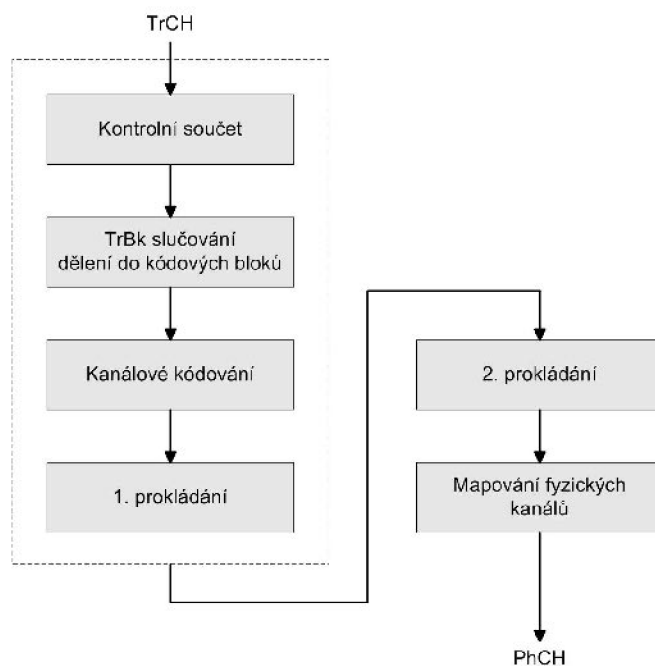 TrCH
Kontrolní součet
TrBk slučování
dělení do kódových bloků
Kanálové kódování
1. prokládání
2. prokládání
Mapování fyzických
kanálů
PhCH